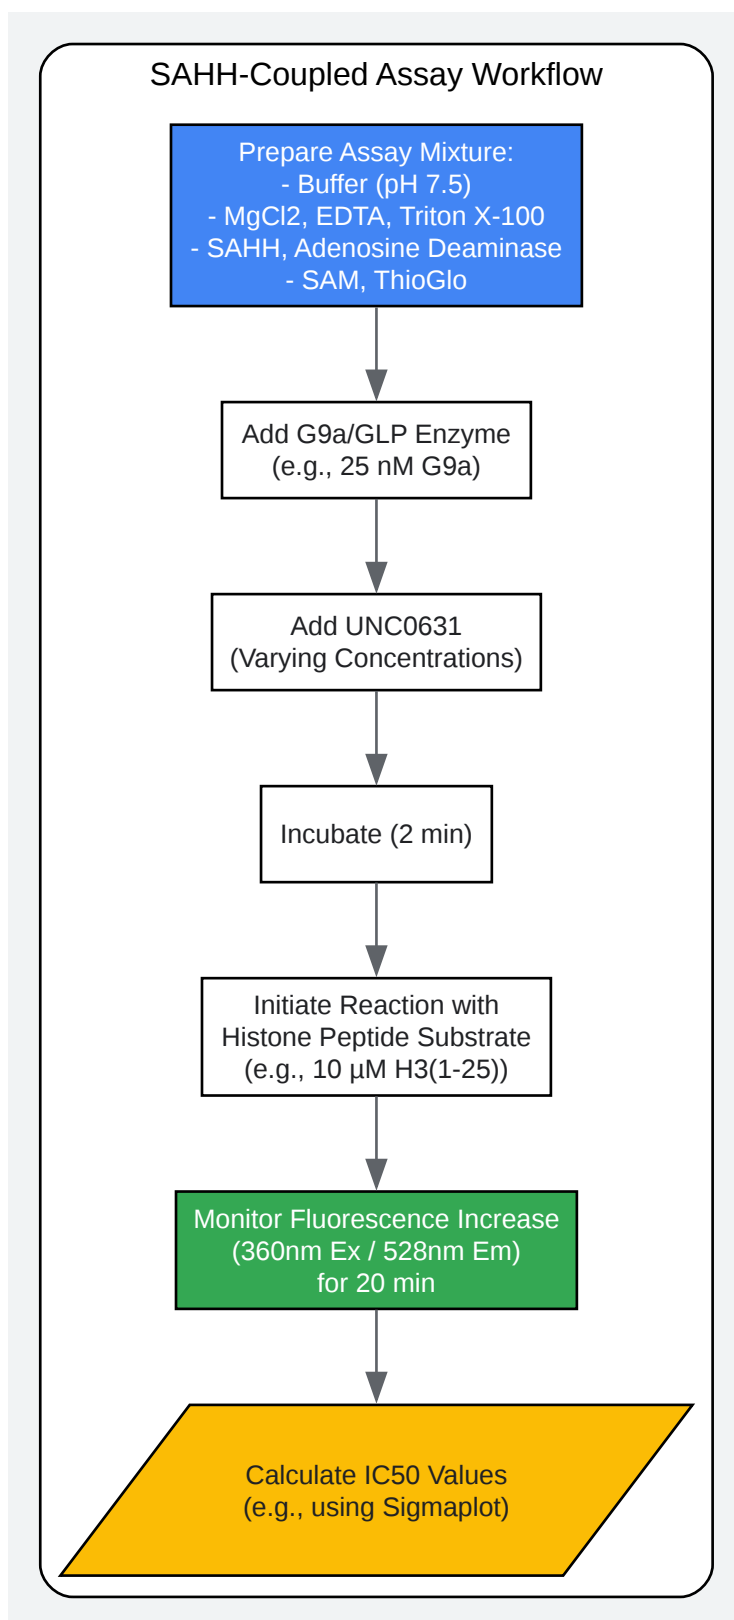 SAHH-Coupled Assay Workflow
Prepare Assay Mixture:
- Buffer (pH 7.5)
- MgCl2, EDTA, Triton X-100
- SAHH, Adenosine Deaminase
- SAM, ThioGlo
Add G9a/GLP Enzyme
(e.g., 25 nM G9a)
Add UNC0631
(Varying Concentrations)
Incubate (2 min)
Initiate Reaction with
Histone Peptide Substrate
(e.g., 10 µM H3(1-25))
Monitor Fluorescence Increase
(360nm Ex / 528nm Em)
for 20 min
Calculate IC50 Values
(e.g., using Sigmaplot)